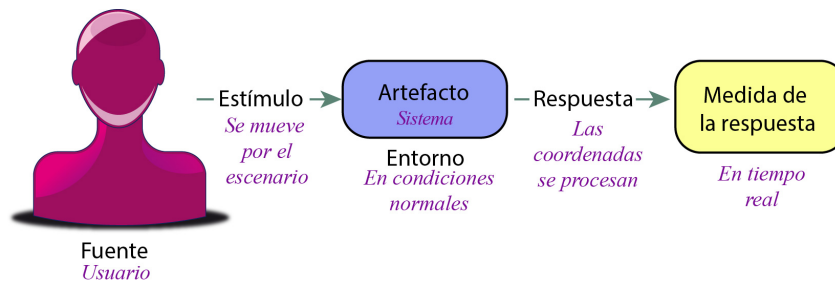 Fuente
Usuario
Estímulo
Se mueve
por el
escenario
Artefacto
Sistema
Entorno
En condiciones
normales
Respuesta
Las
coordenadas
se procesan
Medida de
la respuesta
En tiempo
real